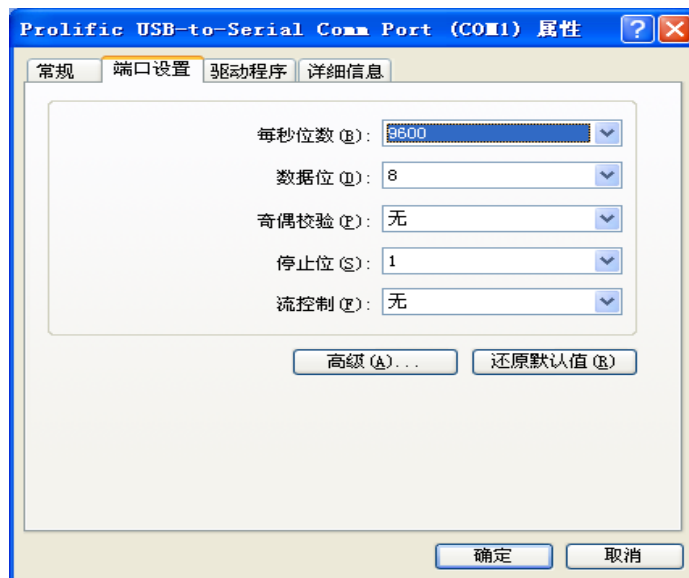 Prolific USB-to-Serial Comm Port (COM1) 属性
常规 端口设置 驱动程序 详细信息
每秒位数(B): 9600
数据位(D): 8
奇偶校验(P): 无
停止位(S): 1
流控制(F): 无
高级(A)... 还原默认值(R)
确定 取消